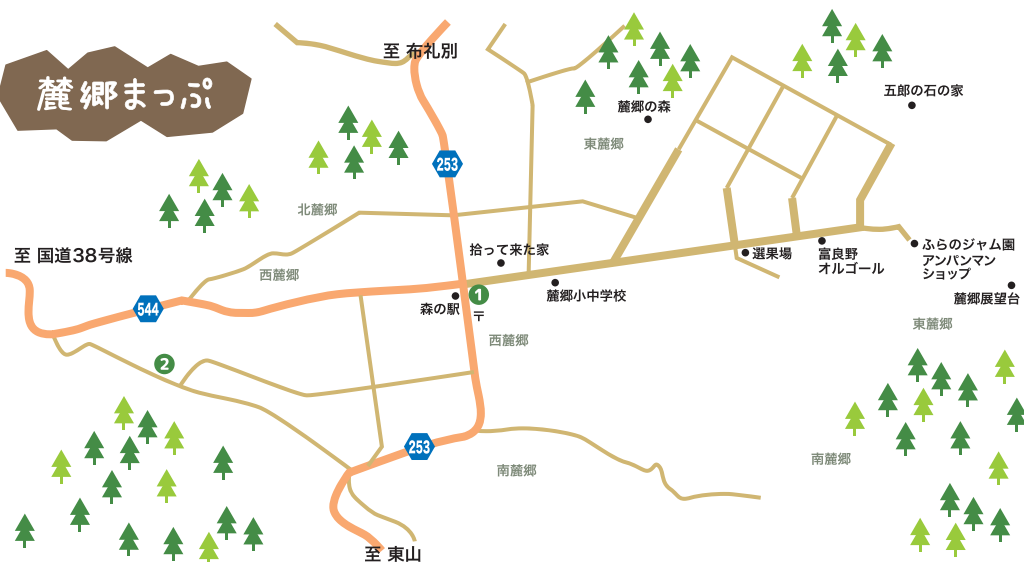 麓郷まっぷ
至 布礼別
253
麓郷の森
東麓郷
五郎の石の家
北麓郷
至 国道38号線
西麓郷
拾って来た家
選果場
富良野
オルゴール
ふらのジャム園
アンパンマン
ショップ
麓郷展望台
東麓郷
544
森の駅
1
〒
麓郷小中学校
西麓郷
2
253
南麓郷
南麓郷
至 東山